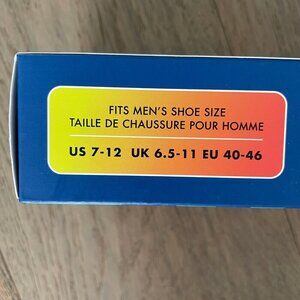 FITS MEN'S SHOE SIZE
TAILLE DE CHAUSSURE POUR HOMME
US 7-12 UK 6.5-11 EU 40-46